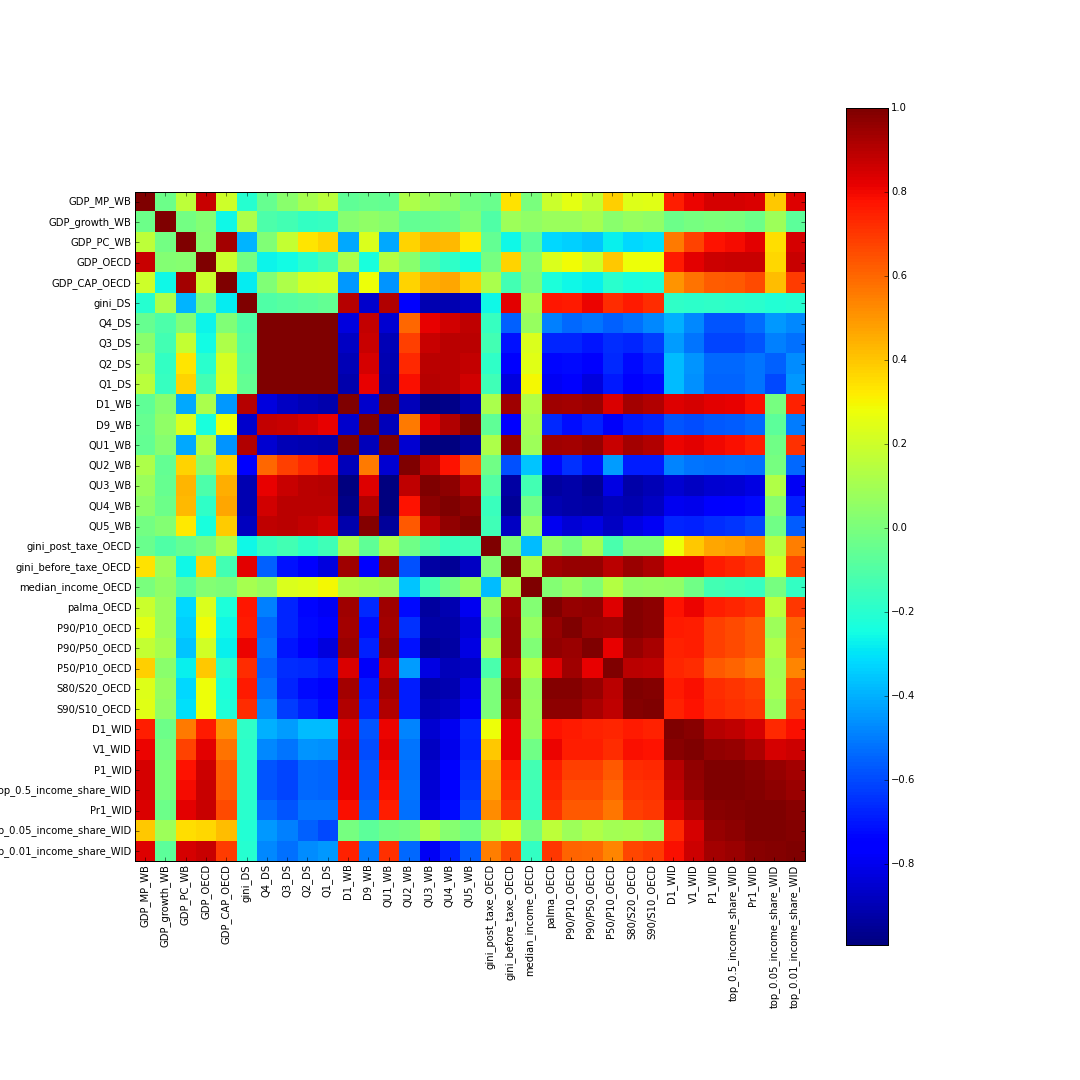 1.0
0.8
0.6
0.4
0.2
0.0
−0.2
−0.4
−0.6
−0.8
GDP_MP_WB
GDP_growth_WB
GDP_PC_WB
GDP_OECD
GDP_CAP_OECD
gini_DS
Q4_DS
Q3_DS
Q2_DS
Q1_DS
D1_WB
D9_WB
QU1_WB
QU2_WB
QU3_WB
QU4_WB
QU5_WB
gini_post_taxe_OECD
gini_before_taxe_OECD
median_income_OECD
palma_OECD
P90/P10_OECD
P90/P50_OECD
P50/P10_OECD
S80/S20_OECD
S90/S10_OECD
D1_WID
V1_WID
P1_WID
op_0.5_income_share_WID
Pr1_WID
o_0.05_income_share_WID
o_0.01_income_share_WID
GDP_MP_WB
GDP_growth_WB
GDP_PC_WB
GDP_OECD
GDP_CAP_OECD
gini_DS
Q4_DS
Q3_DS
Q2_DS
Q1_DS
D1_WB
D9_WB
QU1_WB
QU2_WB
QU3_WB
QU4_WB
QU5_WB
gini_post_taxe_OECD
gini_before_taxe_OECD
median_income_OECD
palma_OECD
P90/P10_OECD
P90/P50_OECD
P50/P10_OECD
S80/S20_OECD
S90/S10_OECD
D1_WID
V1_WID
P1_WID
top_0.5_income_share_WID
Pr1_WID
top_0.05_income_share_WID
top_0.01_income_share_WID